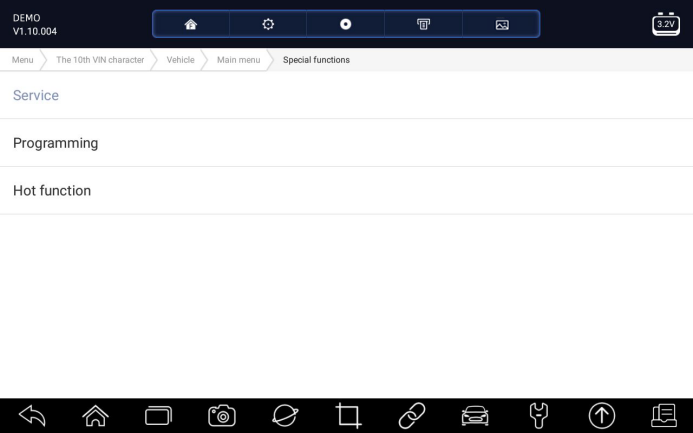 DEMO
V1.10.004
3.2V
Menu The 10th VIN character Vehicle Main menu Special functions
Service
Programming
Hot function